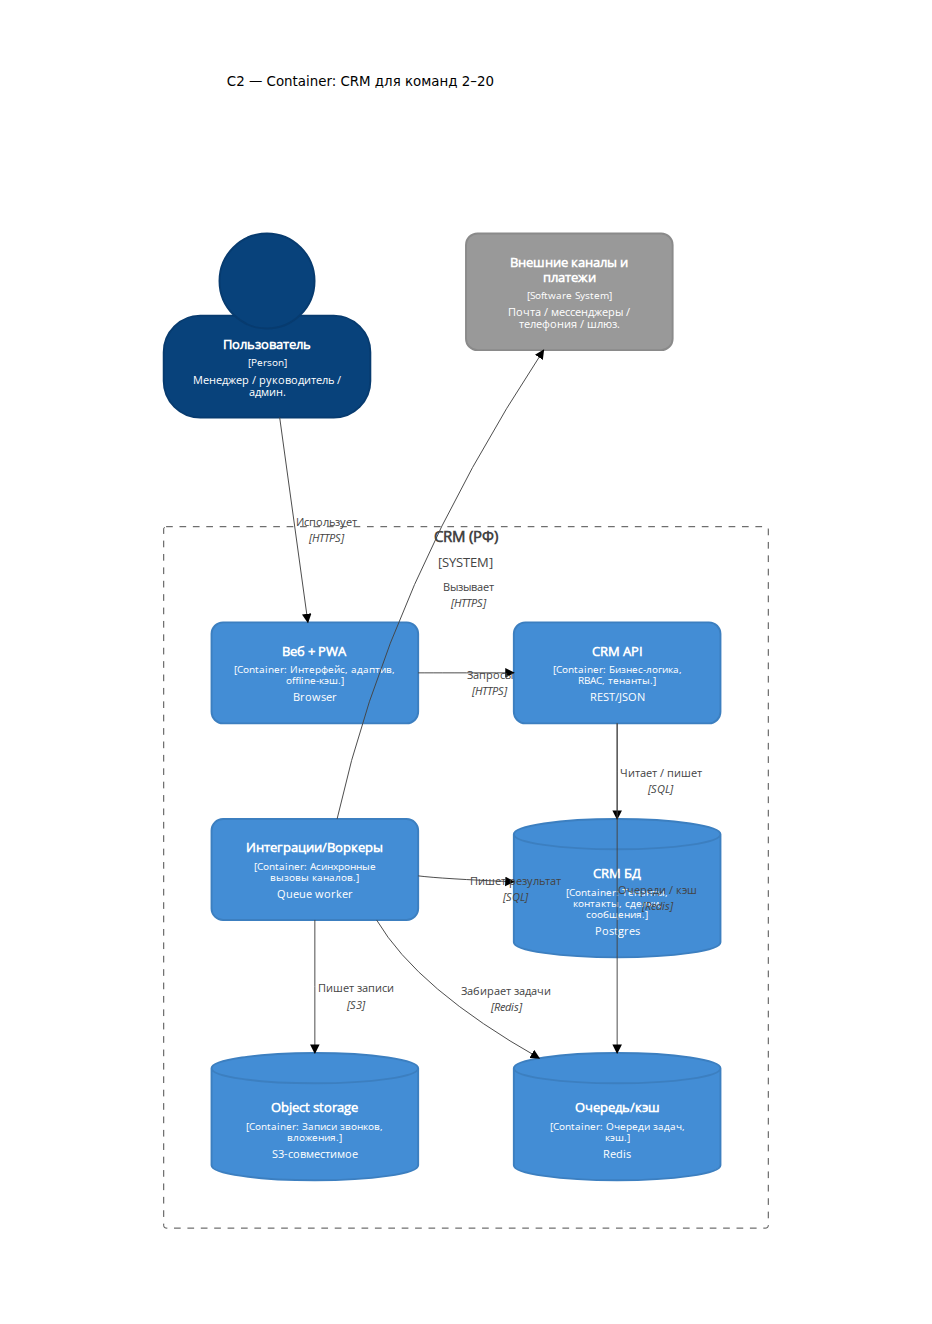 C2 — Container: CRM для команд 2–20
Пользователь
[Person]
Менеджер / руководитель /
админ.
Внешние каналы и
платежи
[Software System]
Почта / мессенджеры /
телефония / шлюз.
Использует
[HTTPS]
CRM (РФ)
[SYSTEM]
Вызывает
[HTTPS]
Веб + PWA
[Container: Интерфейс, адаптив,
offline-кэш.]
Browser
Запросы
[HTTPS]
CRM API
[Container: Бизнес-логика,
RBAC, тенанты.]
REST/JSON
Читает / пишет
[SQL]
Интеграции/Воркеры
[Container: Асинхронные
вызовы каналов.]
Queue worker
Пишет результат
[SQL]
CRM БД
[Container:
контакты, сделки,
сообщения.]
Postgres
Очереди / кэш
[Redis]
Пишет записи
[S3]
Забирает задачи
[Redis]
Object storage
[Container: Записи звонков,
вложения.]
S3-совместимое
Очередь/кэш
[Container: Очереди задач,
кэш.]
Redis